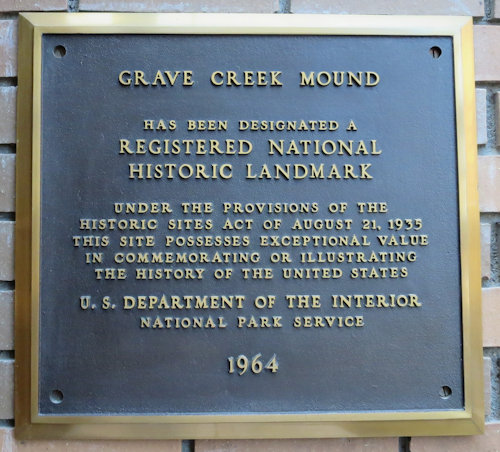 GRAVE CREEK MOUND
HAS BEEN DESIGNATED A
REGISTERED NATIONAL
HISTORIC LANDMARK
UNDER THE PROVISIONS OF THE
HISTORIC SITES ACT OF AUGUST 21, 1935
THIS SITE POSSESSES EXCEPTIONAL VALUE
IN COMMEMORATING OR ILLUSTRATING
THE HISTORY OF THE UNITED STATES
U. S. DEPARTMENT OF THE INTERIOR
NATIONAL PARK SERVICE
1964